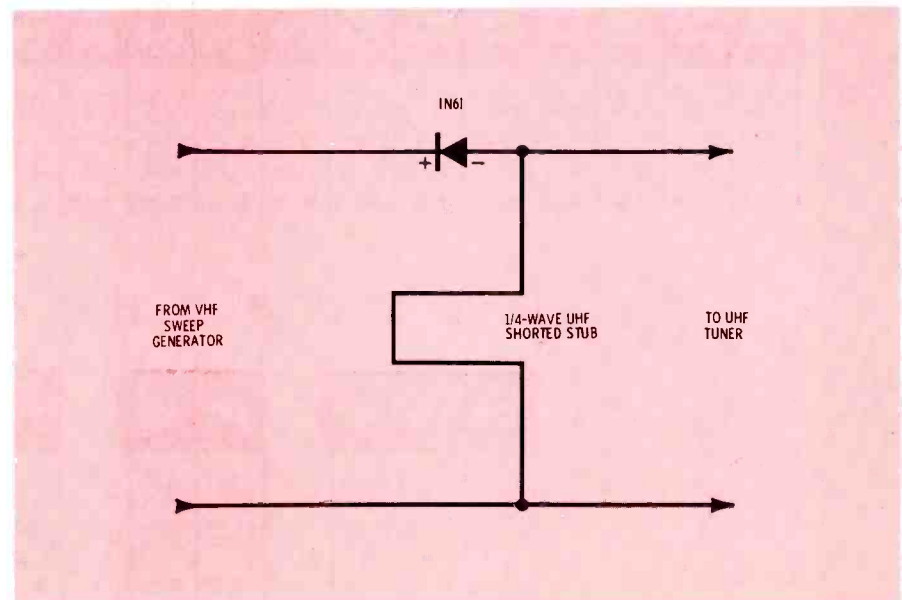 1N61
+ -
FROM VHF
SWEEP
GENERATOR
1/4-WAVE UHF
SHORTED STUB
TO UHF
TUNER